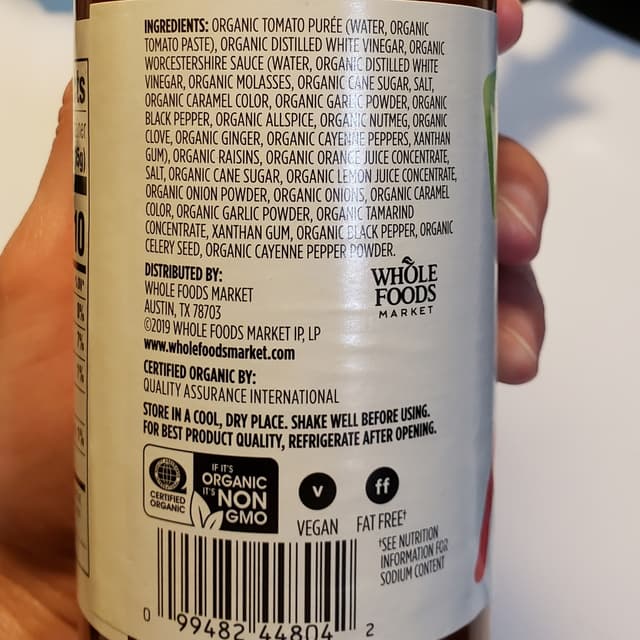 INGREDIENTS: ORGANIC TOMATO PURÉE (WATER, ORGANIC
TOMATO PASTE), ORGANIC DISTILLED WHITE VINEGAR, ORGANIC
WORCESTERSHIRE SAUCE (WATER, ORGANIC DISTILLED WHITE
VINEGAR, ORGANIC MOLASSES, ORGANIC CANE SUGAR, SALT,
ORGANIC CARAMEL COLOR, ORGANIC GARLIC POWDER, ORGANIC
BLACK PEPPER, ORGANIC ALLSPICE, ORGANIC NUTMEG, ORGANIC
CLOVE, ORGANIC GINGER, ORGANIC CAYENNE PEPPERS, XANTHAN
GUM), ORGANIC RAISINS, ORGANIC ORANGE JUICE CONCENTRATE,
SALT, ORGANIC CANE SUGAR, ORGANIC LEMON JUICE CONCENTRATE,
ORGANIC ONION POWDER, ORGANIC ONIONS, ORGANIC CARAMEL
COLOR, ORGANIC GARLIC POWDER, ORGANIC TAMARIND
CONCENTRATE, XANTHAN GUM, ORGANIC BLACK PEPPER, ORGANIC
CELERY SEED, ORGANIC CAYENNE PEPPER POWDER.
DISTRIBUTED BY:
WHOLE FOODS MARKET
AUSTIN, TX 78703
©2019 WHOLE FOODS MARKET IP, LP
www.wholefoodsmarket.com
WHOLE
FOODS
MARKET
CERTIFIED ORGANIC BY:
QUALITY ASSURANCE INTERNATIONAL
STORE IN A COOL, DRY PLACE. SHAKE WELL BEFORE USING.
FOR BEST PRODUCT QUALITY, REFRIGERATE AFTER OPENING.
CERTIFIED
ORGANIC
IF IT'S
ORGANIC
IT'S NON
GMO
V
VEGAN
ff
FAT FREE†
†SEE NUTRITION
INFORMATION FOR
SODIUM CONTENT
0 99482 44804 2